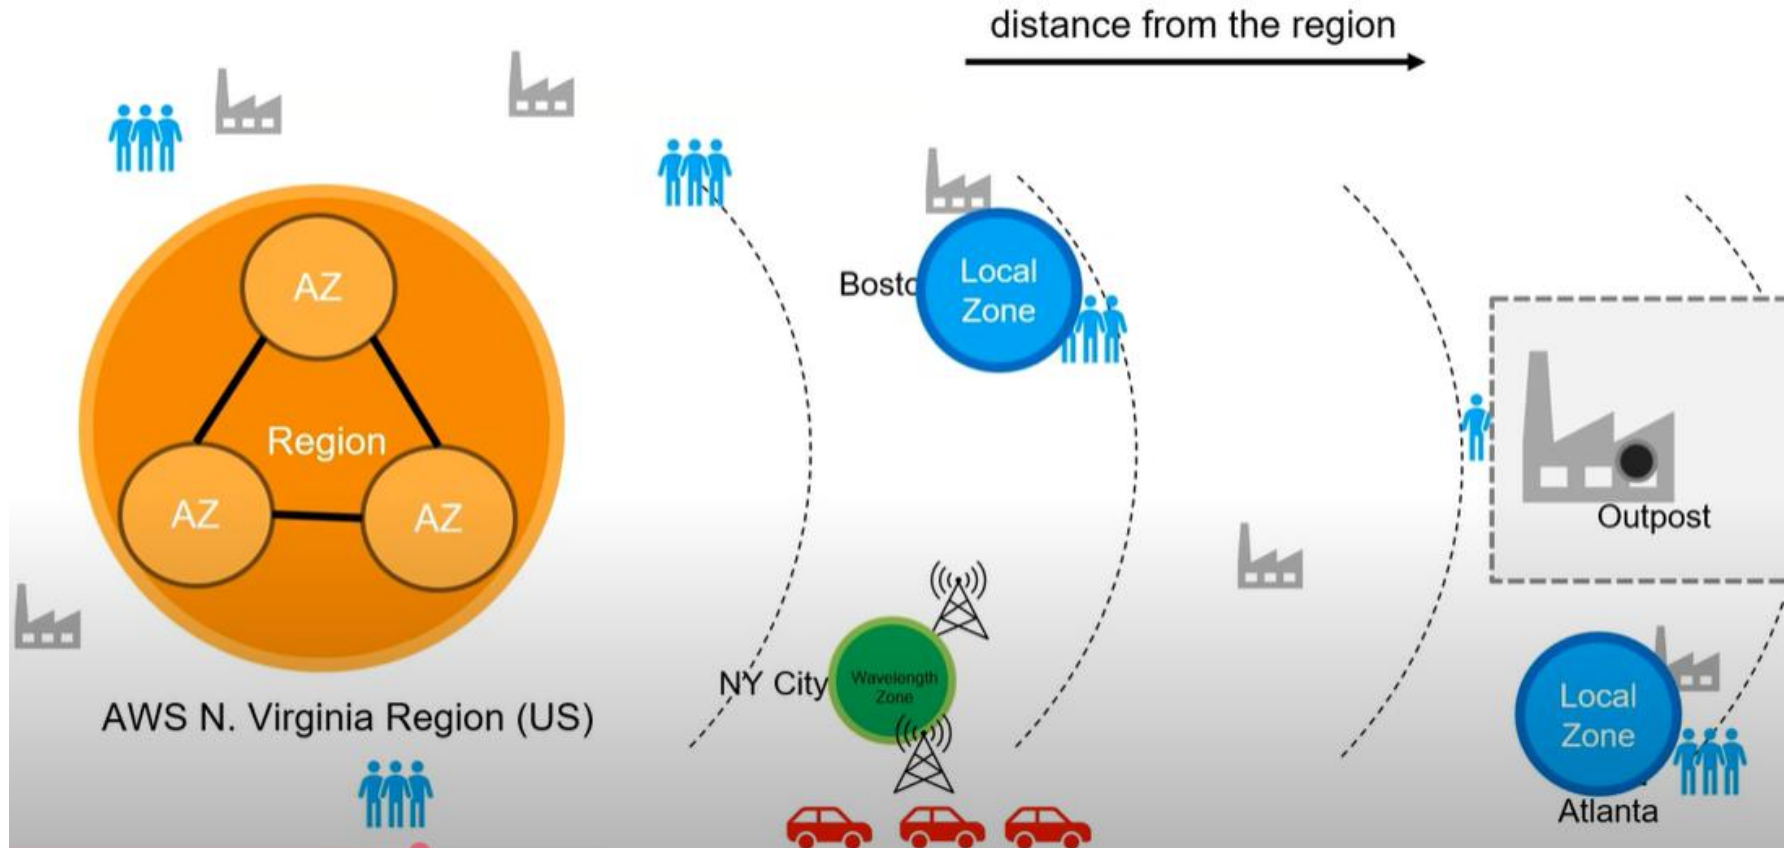 distance from the region
AZ
Region
AZ
AZ
AWS N. Virginia Region (US)
Local
Zone
NY City
Wavelength
Zone
Outpost
Local
Zone
Atlanta